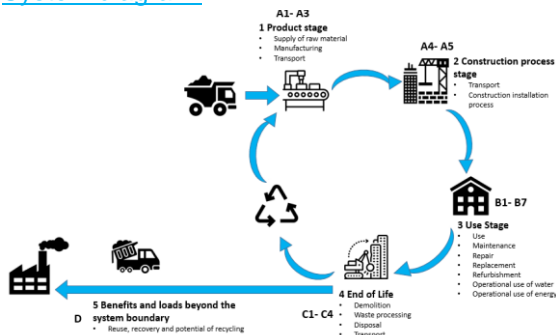 A1- A3
1 Product stage
• Supply of raw material
• Manufacturing
• Transport
A4- A5
2 Construction process
stage
• Transport
• Construction installation
process
B1- B7
3 Use Stage
• Use
• Maintenance
• Repair
• Replacement
• Refurbishment
• Operational use of water
• Operational use of energy
4 End of Life
C1- C4
• Demolition
• Waste processing
• Disposal
• Transport
5 Benefits and loads beyond the
D system boundary
• Reuse, recovery and potential of recycling